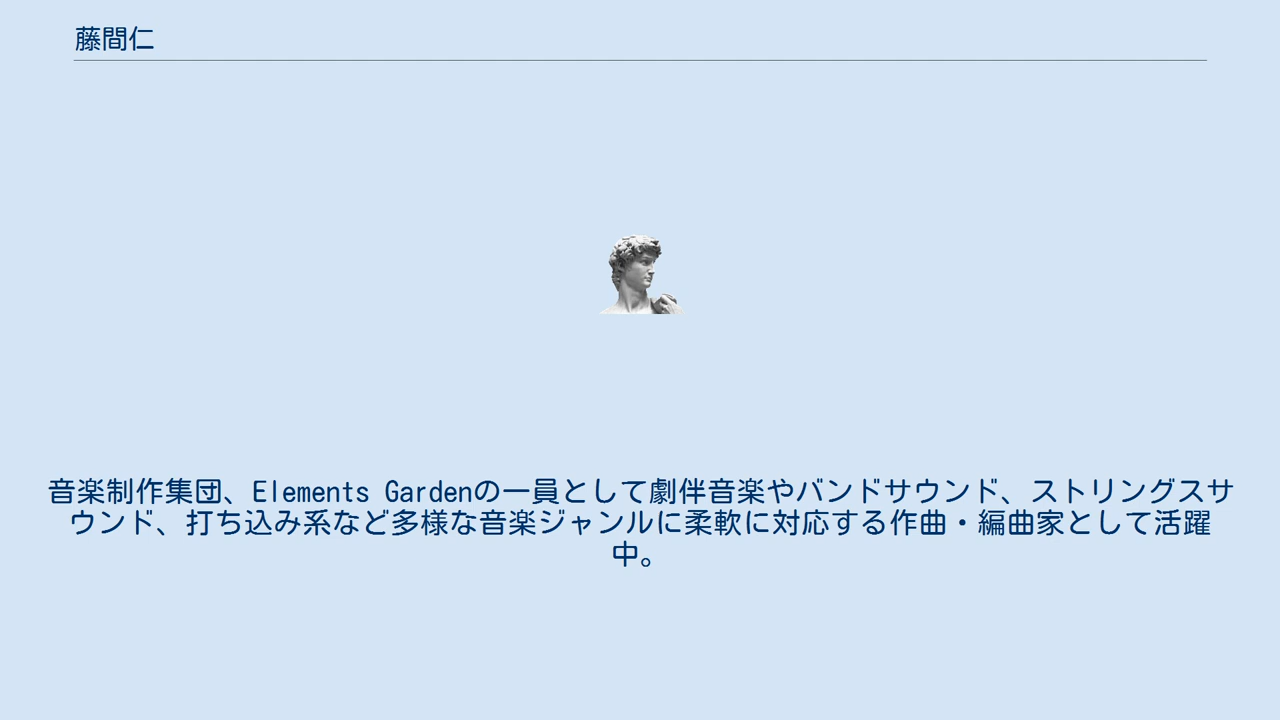 藤間仁
音楽制作集団、Elements Gardenの一員として劇伴音楽やバンドサウンド、ストリングスサ
ウンド、打ち込み系など多様な音楽ジャンルに柔軟に対応する作曲・編曲家として活躍
中。